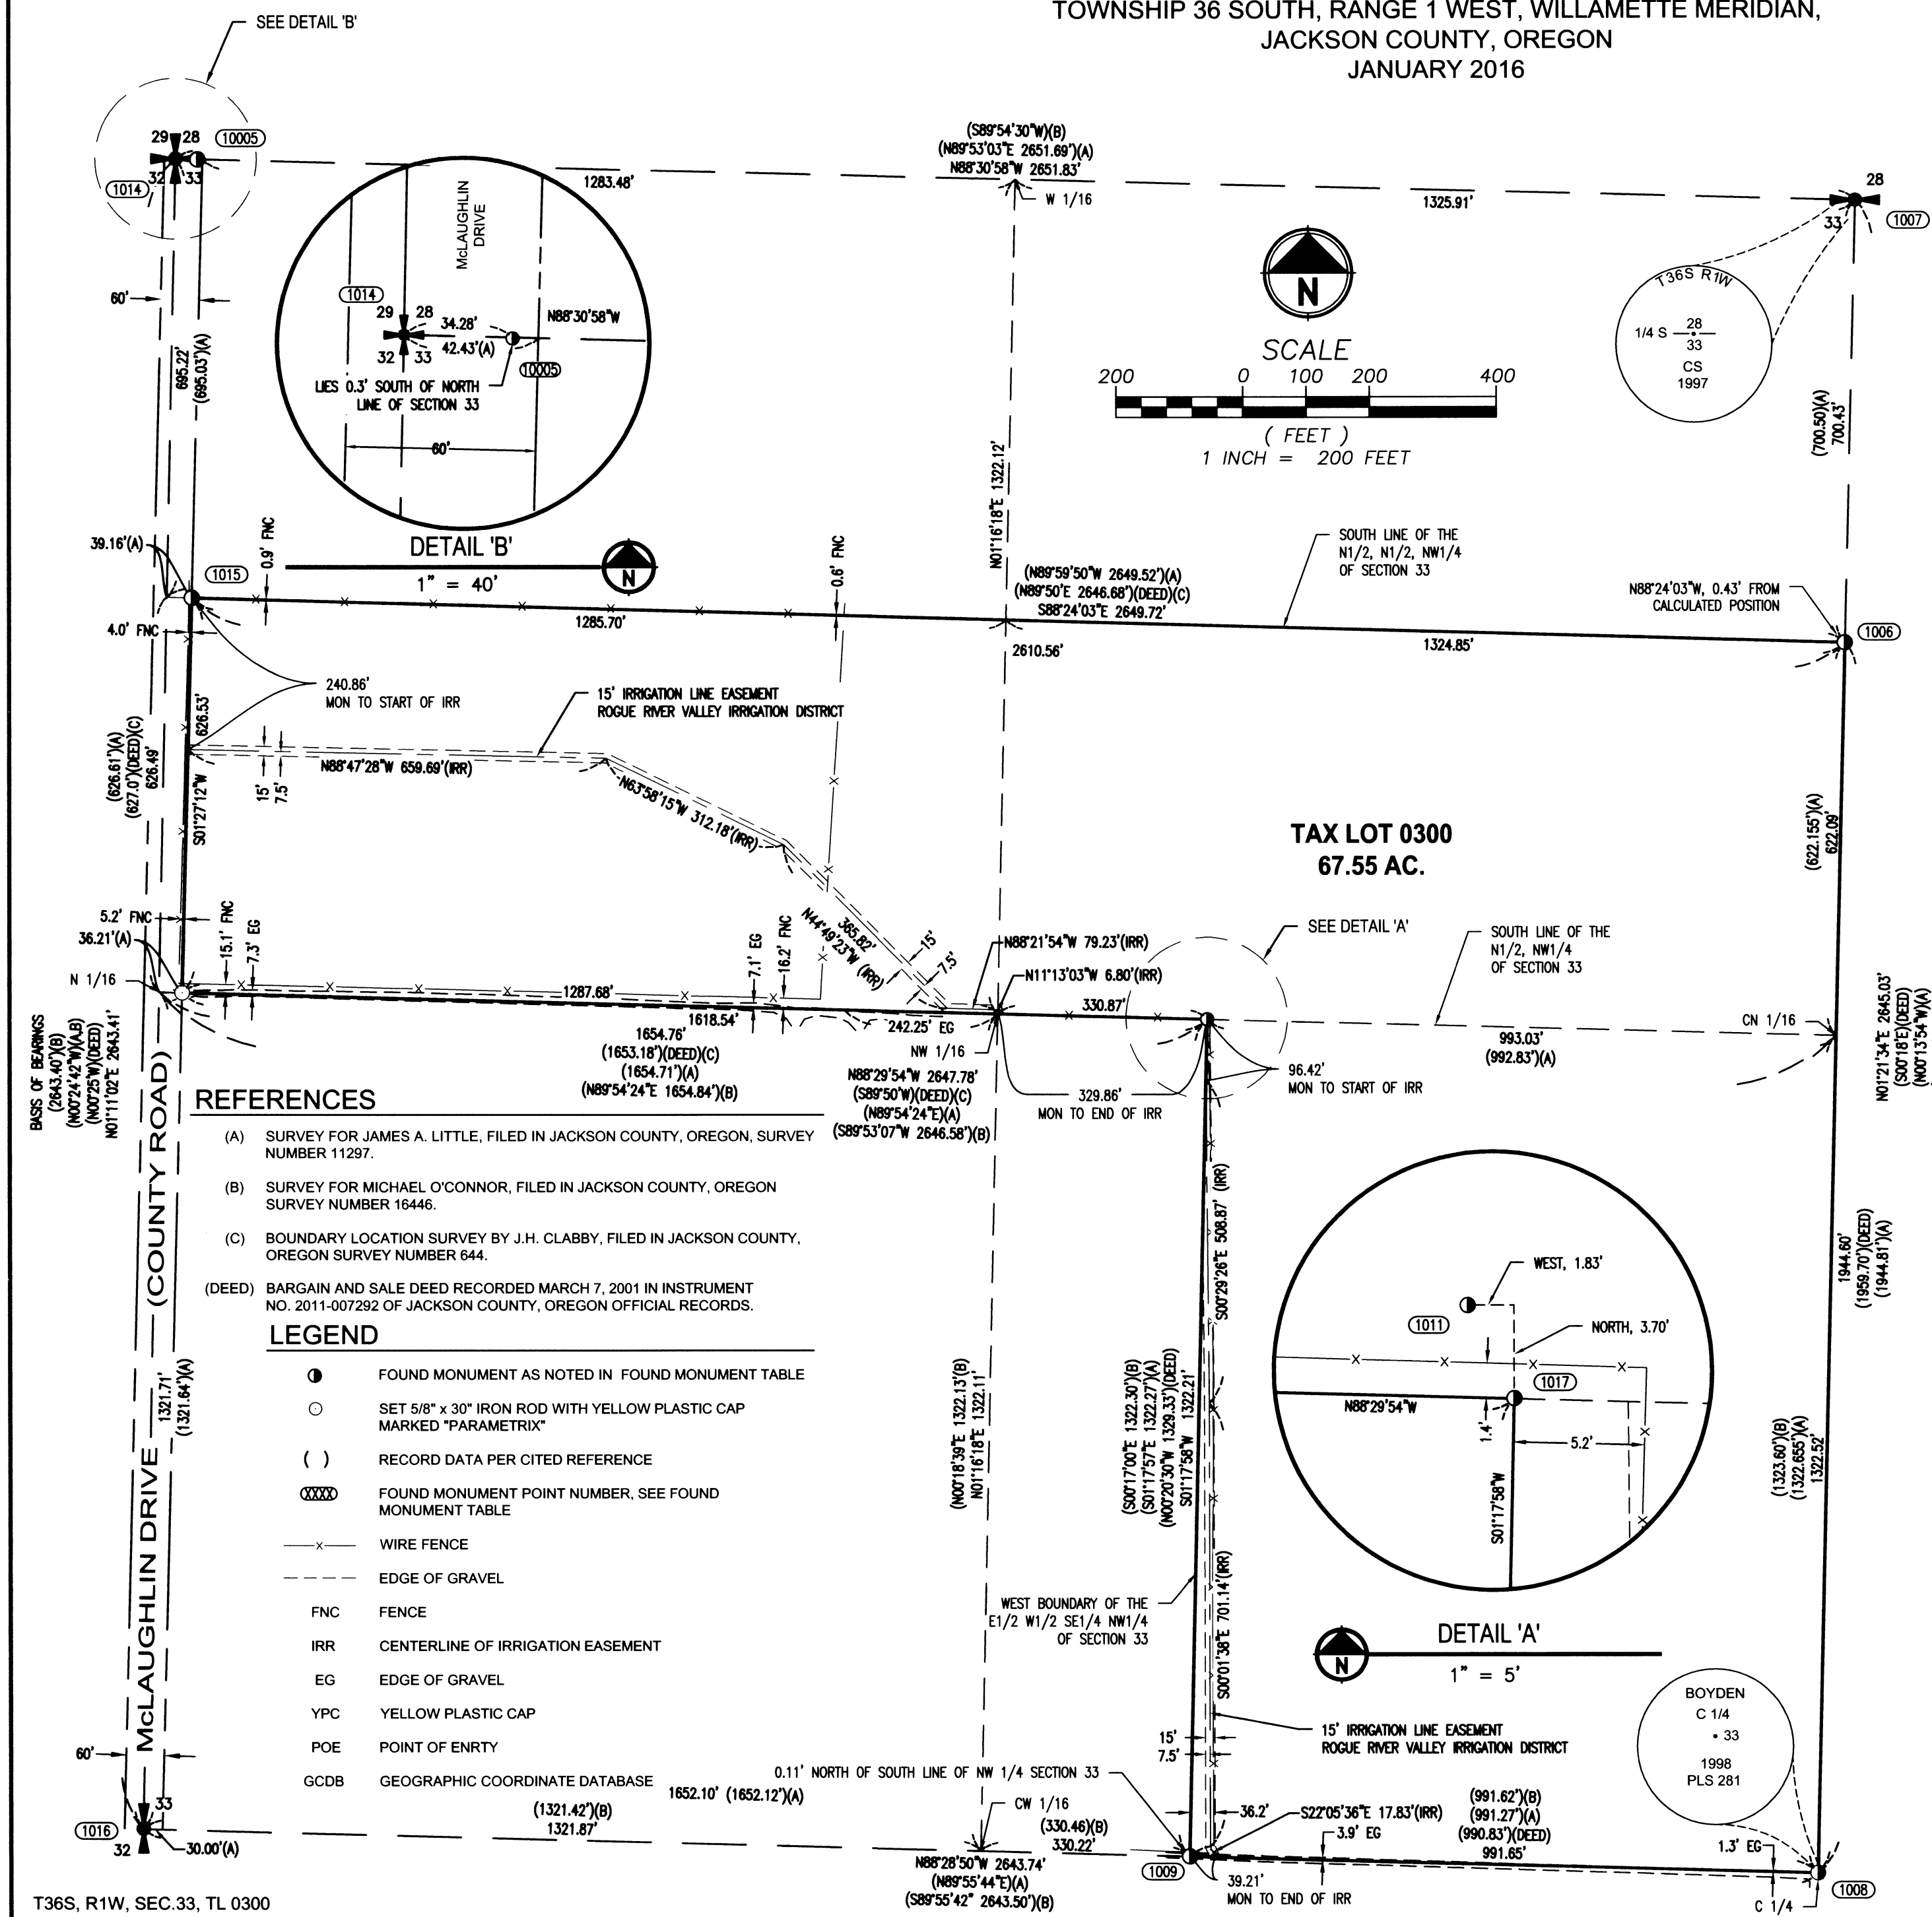 TOWNSHIP 36 SOUTH, RANGE 1 WEST, WILLAMETTE MERIDIAN,
JACKSON COUNTY, OREGON
JANUARY 2016
SEE DETAIL 'B'
29 28
10005
32 33
1014
1283.48'
(S89°54'30"W)(B)
(N89°53'03"E 2651.69')(A)
N88°30'58"W 2651.83'
W 1/16
1325.91'
28
33
1007
T36S R1W
1/4 S
28
33
CS
1997
60'
695.22'
(695.03')(A)
McLAUGHLIN
DRIVE
1014
29 28
34.28'
N88°30'58"W
32 33
42.43'(A)
10005
LIES 0.3' SOUTH OF NORTH
LINE OF SECTION 33
60'
DETAIL 'B'
1" = 40'
N
N
SCALE
200 0 100 200 400
( FEET )
1 INCH = 200 FEET
(700.50)(A)
700.43'
N01°16'18"E 1322.12'
39.16'(A)
1015
0.9' FNC
0.6' FNC
(N89°59'50"W 2649.52')(A)
(N89°50'E 2646.68')(DEED)(C)
S88°24'03"E 2649.72'
SOUTH LINE OF THE
N1/2, N1/2, NW1/4
OF SECTION 33
N88°24'03"W, 0.43' FROM
CALCULATED POSITION
1006
4.0' FNC
1285.70'
2610.56'
1324.85'
240.86'
MON TO START OF IRR
15' IRRIGATION LINE EASEMENT
ROGUE RIVER VALLEY IRRIGATION DISTRICT
(626.61')(A)
(627.0')(DEED)(C)
626.49'
626.53'
S01°27'12"W
15'
7.5'
N88°47'28"W 659.69'(IRR)
N63°58'15"W 312.18'(IRR)
TAX LOT 0300
67.55 AC.
(622.155')(A)
622.09'
5.2' FNC
36.21'(A)
N 1/16
15.1' FNC
7.3' EG
7.1' EG
16.2' FNC
365.82'
N44°49'23"W (IRR)
15'
7.5'
N88°21'54"W 79.23'(IRR)
N11°13'03"W 6.80'(IRR)
330.87'
SEE DETAIL 'A'
SOUTH LINE OF THE
N1/2, NW1/4
OF SECTION 33
CN 1/16
1287.68'
1618.54'
242.25' EG
1654.76'
(1653.18')(DEED)(C)
(1654.71')(A)
(N89°54'24"E 1654.84')(B)
NW 1/16
N88°29'54"W 2647.78'
(S89°50'W)(DEED)(C)
(N89°54'24"E)(A)
(S89°53'07"W 2646.58')(B)
329.86'
MON TO END OF IRR
96.42'
MON TO START OF IRR
993.03'
(992.83')(A)
N01°21'34"E 2645.03'
(S00°18'E)(DEED)
(N00°13'54"W)(A)
BASIS OF BEARINGS
(2643.40')(B)
(N00°24'42"W)(A,B)
(N00°25'W)(DEED)
N01°11'02"E 2643.41'
REFERENCES
(A) SURVEY FOR JAMES A. LITTLE, FILED IN JACKSON COUNTY, OREGON, SURVEY
NUMBER 11297.
(B) SURVEY FOR MICHAEL O'CONNOR, FILED IN JACKSON COUNTY, OREGON
SURVEY NUMBER 16446.
(C) BOUNDARY LOCATION SURVEY BY J.H. CLABBY, FILED IN JACKSON COUNTY,
OREGON SURVEY NUMBER 644.
(DEED) BARGAIN AND SALE DEED RECORDED MARCH 7, 2001 IN INSTRUMENT
NO. 2011-007292 OF JACKSON COUNTY, OREGON OFFICIAL RECORDS.
LEGEND
FOUND MONUMENT AS NOTED IN FOUND MONUMENT TABLE
SET 5/8" x 30" IRON ROD WITH YELLOW PLASTIC CAP
MARKED "PARAMETRIX"
( ) RECORD DATA PER CITED REFERENCE
XXXX FOUND MONUMENT POINT NUMBER, SEE FOUND
MONUMENT TABLE
x WIRE FENCE
EDGE OF GRAVEL
FNC FENCE
IRR CENTERLINE OF IRRIGATION EASEMENT
EG EDGE OF GRAVEL
YPC YELLOW PLASTIC CAP
POE POINT OF ENRTY
GCDB GEOGRAPHIC COORDINATE DATABASE
McLAUGHLIN DRIVE (COUNTY ROAD)
1321.71'
(1321.64')(A)
(N00°18'39"E 1322.13'(B)
N01°16'18"E 1322.11'
(S00°17'00"E 1322.30')(B)
(S01°17'57"E 1322.27')(A)
(N00°20'30"W 1329.33')(DEED)
S01°17'58"W 1322.21'
S00°29'26"E 508.87' (IRR)
S00°01'38"E 701.14'(IRR)
WEST, 1.83'
1011
NORTH, 3.70'
1017
N88°29'54"W
1.4'
5.2'
S01°17'58"W
DETAIL 'A'
1" = 5'
N
1944.60'
(1959.70')(DEED)
(1944.81')(A)
(1323.60')(B)
(1322.655')(A)
1322.52'
WEST BOUNDARY OF THE
E1/2 W1/2 SE1/4 NW1/4
OF SECTION 33
15' IRRIGATION LINE EASEMENT
ROGUE RIVER VALLEY IRRIGATION DISTRICT
BOYDEN
C 1/4
33
1998
PLS 281
60'
15'
7.5'
0.11' NORTH OF SOUTH LINE OF NW 1/4 SECTION 33
1652.10' (1652.12')(A)
(1321.42')(B)
1321.87'
33
1016
32
30.00'(A)
CW 1/16
(330.46)(B)
330.22'
36.2'
S22°05'36"E 17.83'(IRR)
3.9' EG
(991.62')(B)
(991.27')(A)
(990.83')(DEED)
991.65'
1.3' EG
N88°28'50"W 2643.74'
(N89°55'44"E)(A)
(S89°55'42" 2643.50')(B)
1009
39.21'
MON TO END OF IRR
C 1/4
1008
T36S, R1W, SEC.33, TL 0300